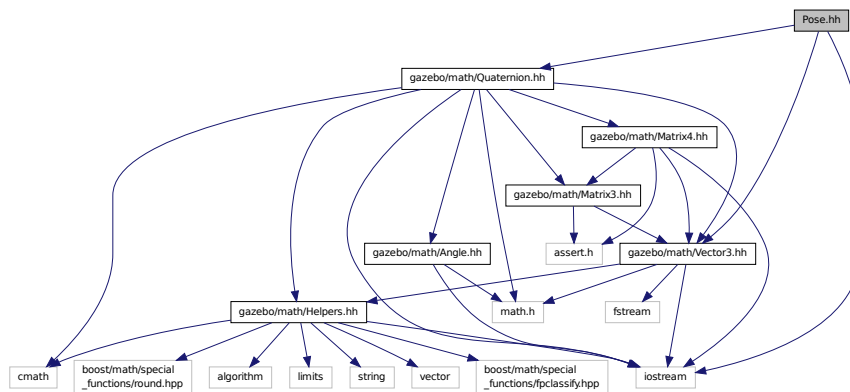 Pose.hh
gazebo/math/Quaternion.hh
gazebo/math/Matrix4.hh
gazebo/math/Matrix3.hh
gazebo/math/Angle.hh
assert.h
gazebo/math/Vector3.hh
gazebo/math/Helpers.hh
math.h
fstream
cmath
boost/math/special
_functions/round.hpp
algorithm
limits
string
vector
boost/math/special
_functions/fpclassify.hpp
iostream